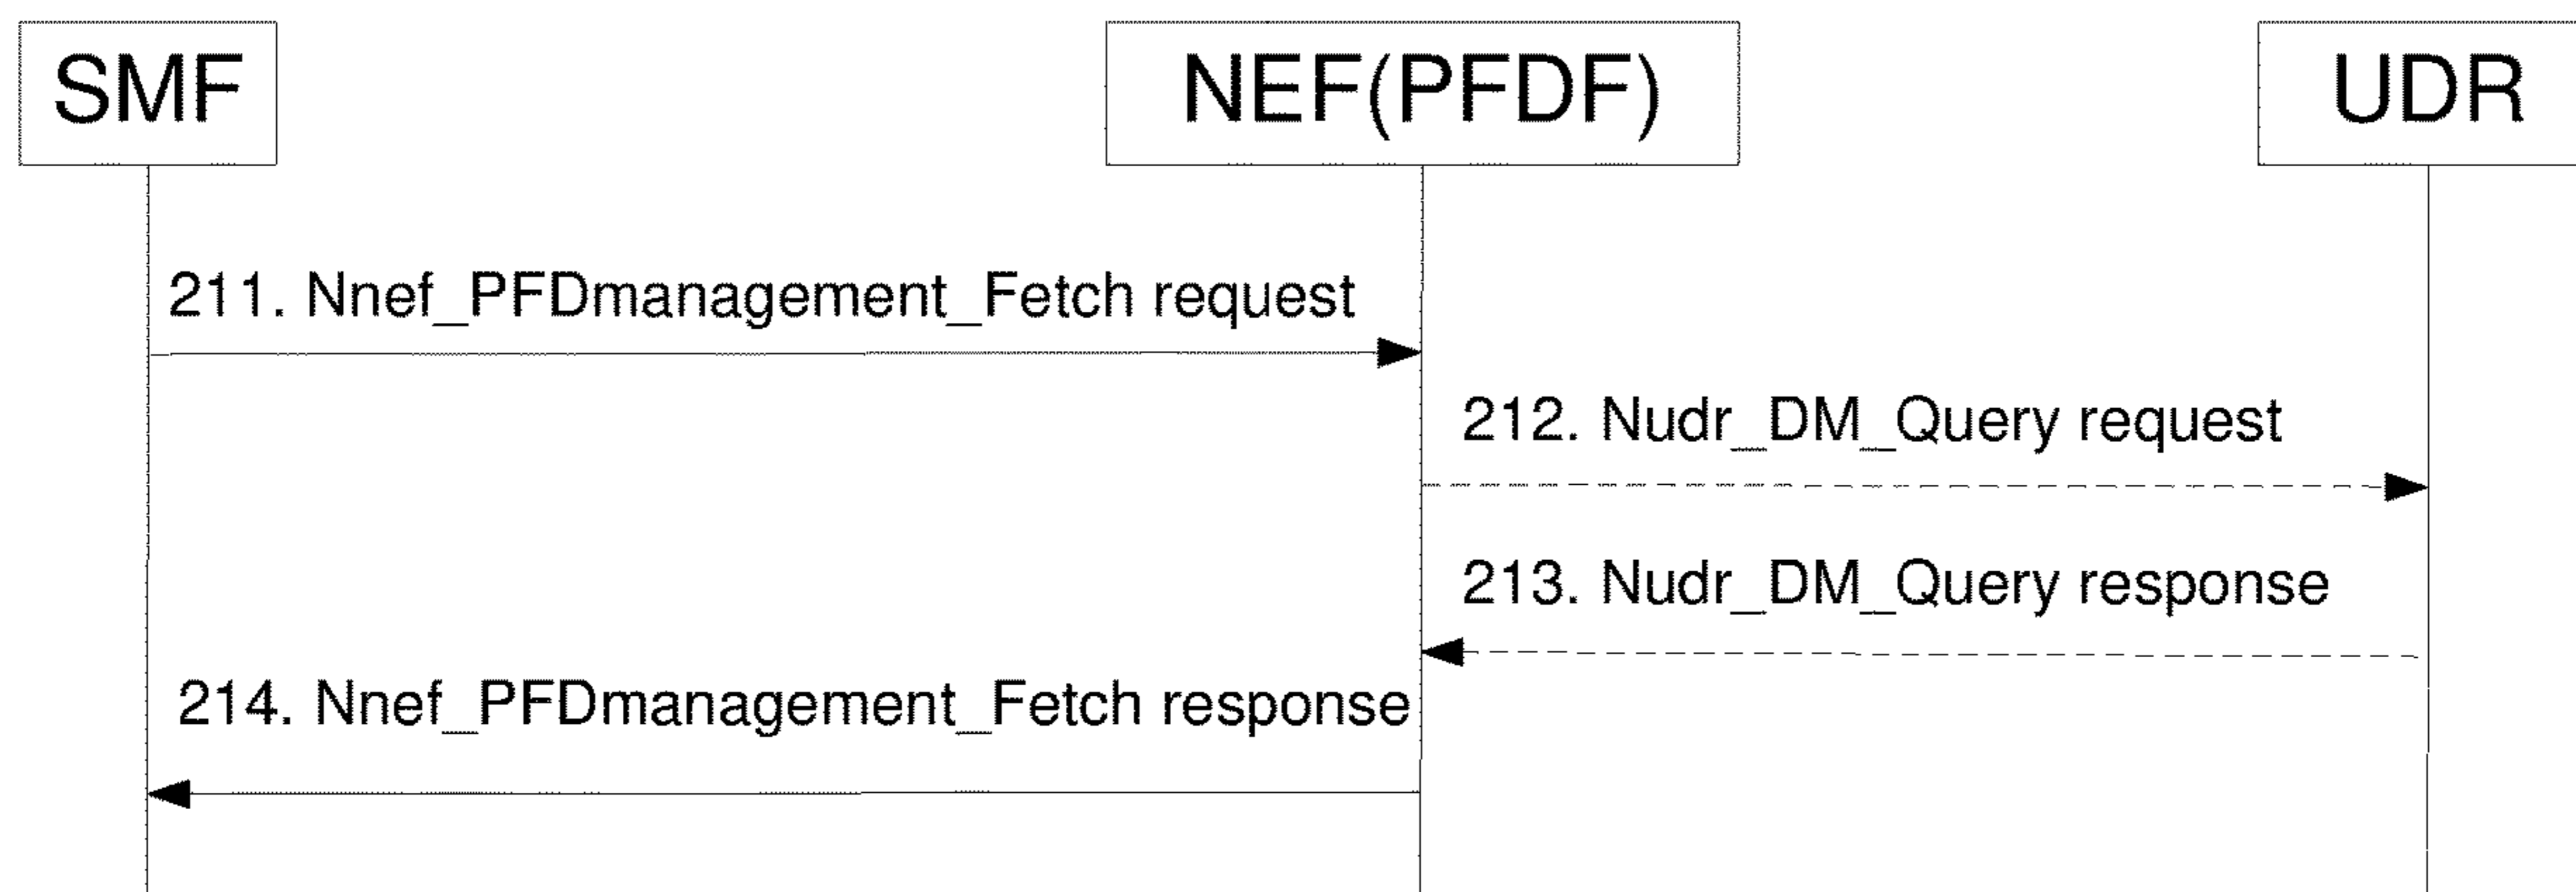 SMF
NEF(PFDF)
UDR
211. Nnef_PFDmanagement_Fetch request
212. Nudr_DM_Query request
213. Nudr_DM_Query response
214. Nnef_PFDmanagement_Fetch response